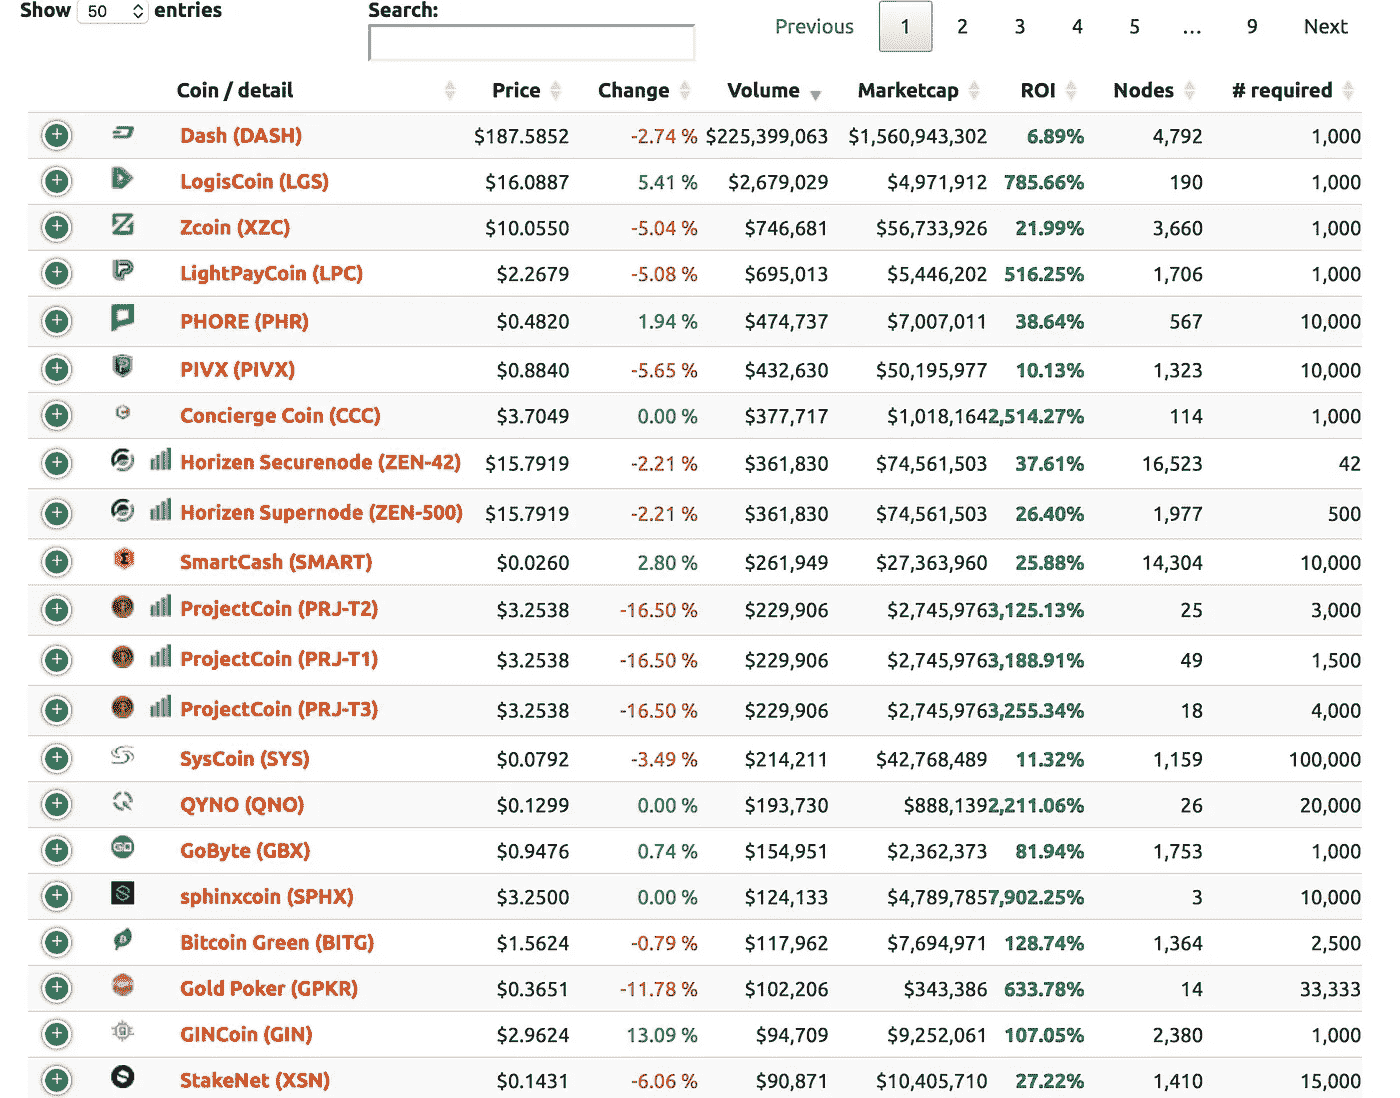 Show 50 entries Search: Previous 1 2 3 4 5 ... 9 Next
Coin / detail Price Change Volume Marketcap ROI Nodes # required
Dash (DASH) $187.5852 -2.74 % $225,399,063 $1,560,943,302 6.89% 4,792 1,000
LogisCoin (LGS) $16.0887 5.41 % $2,679,029 $4,971,912 785.66% 190 1,000
Zcoin (XZC) $10.0550 -5.04 % $746,681 $56,733,926 21.99% 3,660 1,000
LightPayCoin (LPC) $2.2679 -5.08 % $695,013 $5,446,202 516.25% 1,706 1,000
PHORE (PHR) $0.4820 1.94 % $474,737 $7,007,011 38.64% 567 10,000
PIVX (PIVX) $0.8840 -5.65 % $432,630 $50,195,977 10.13% 1,323 10,000
Concierge Coin (CCC) $3.7049 0.00 % $377,717 $1,018,164 2,514.27% 114 1,000
Horizen Securenode (ZEN-42) $15.7919 -2.21 % $361,830 $74,561,503 37.61% 16,523 42
Horizen Supernode (ZEN-500) $15.7919 -2.21 % $361,830 $74,561,503 26.40% 1,977 500
SmartCash (SMART) $0.0260 2.80 % $261,949 $27,363,960 25.88% 14,304 10,000
ProjectCoin (PRJ-T2) $3.2538 -16.50 % $229,906 $2,745,976 3,125.13% 25 3,000
ProjectCoin (PRJ-T1) $3.2538 -16.50 % $229,906 $2,745,976 3,188.91% 49 1,500
ProjectCoin (PRJ-T3) $3.2538 -16.50 % $229,906 $2,745,976 3,255.34% 18 4,000
SysCoin (SYS) $0.0792 -3.49 % $214,211 $42,768,489 11.32% 1,159 100,000
QYNO (QNO) $0.1299 0.00 % $193,730 $888,139 2,211.06% 26 20,000
GoByte (GBX) $0.9476 0.74 % $154,951 $2,362,373 81.94% 1,753 1,000
sphinxcoin (SPHX) $3.2500 0.00 % $124,133 $4,789,785 7,902.25% 3 10,000
Bitcoin Green (BITG) $1.5624 -0.79 % $117,962 $7,694,971 128.74% 1,364 2,500
Gold Poker (GPKR) $0.3651 -11.78 % $102,206 $343,386 633.78% 14 33,333
GINCoin (GIN) $2.9624 13.09 % $94,709 $9,252,061 107.05% 2,380 1,000
StakeNet (XSN) $0.1431 -6.06 % $90,871 $10,405,710 27.22% 1,410 15,000